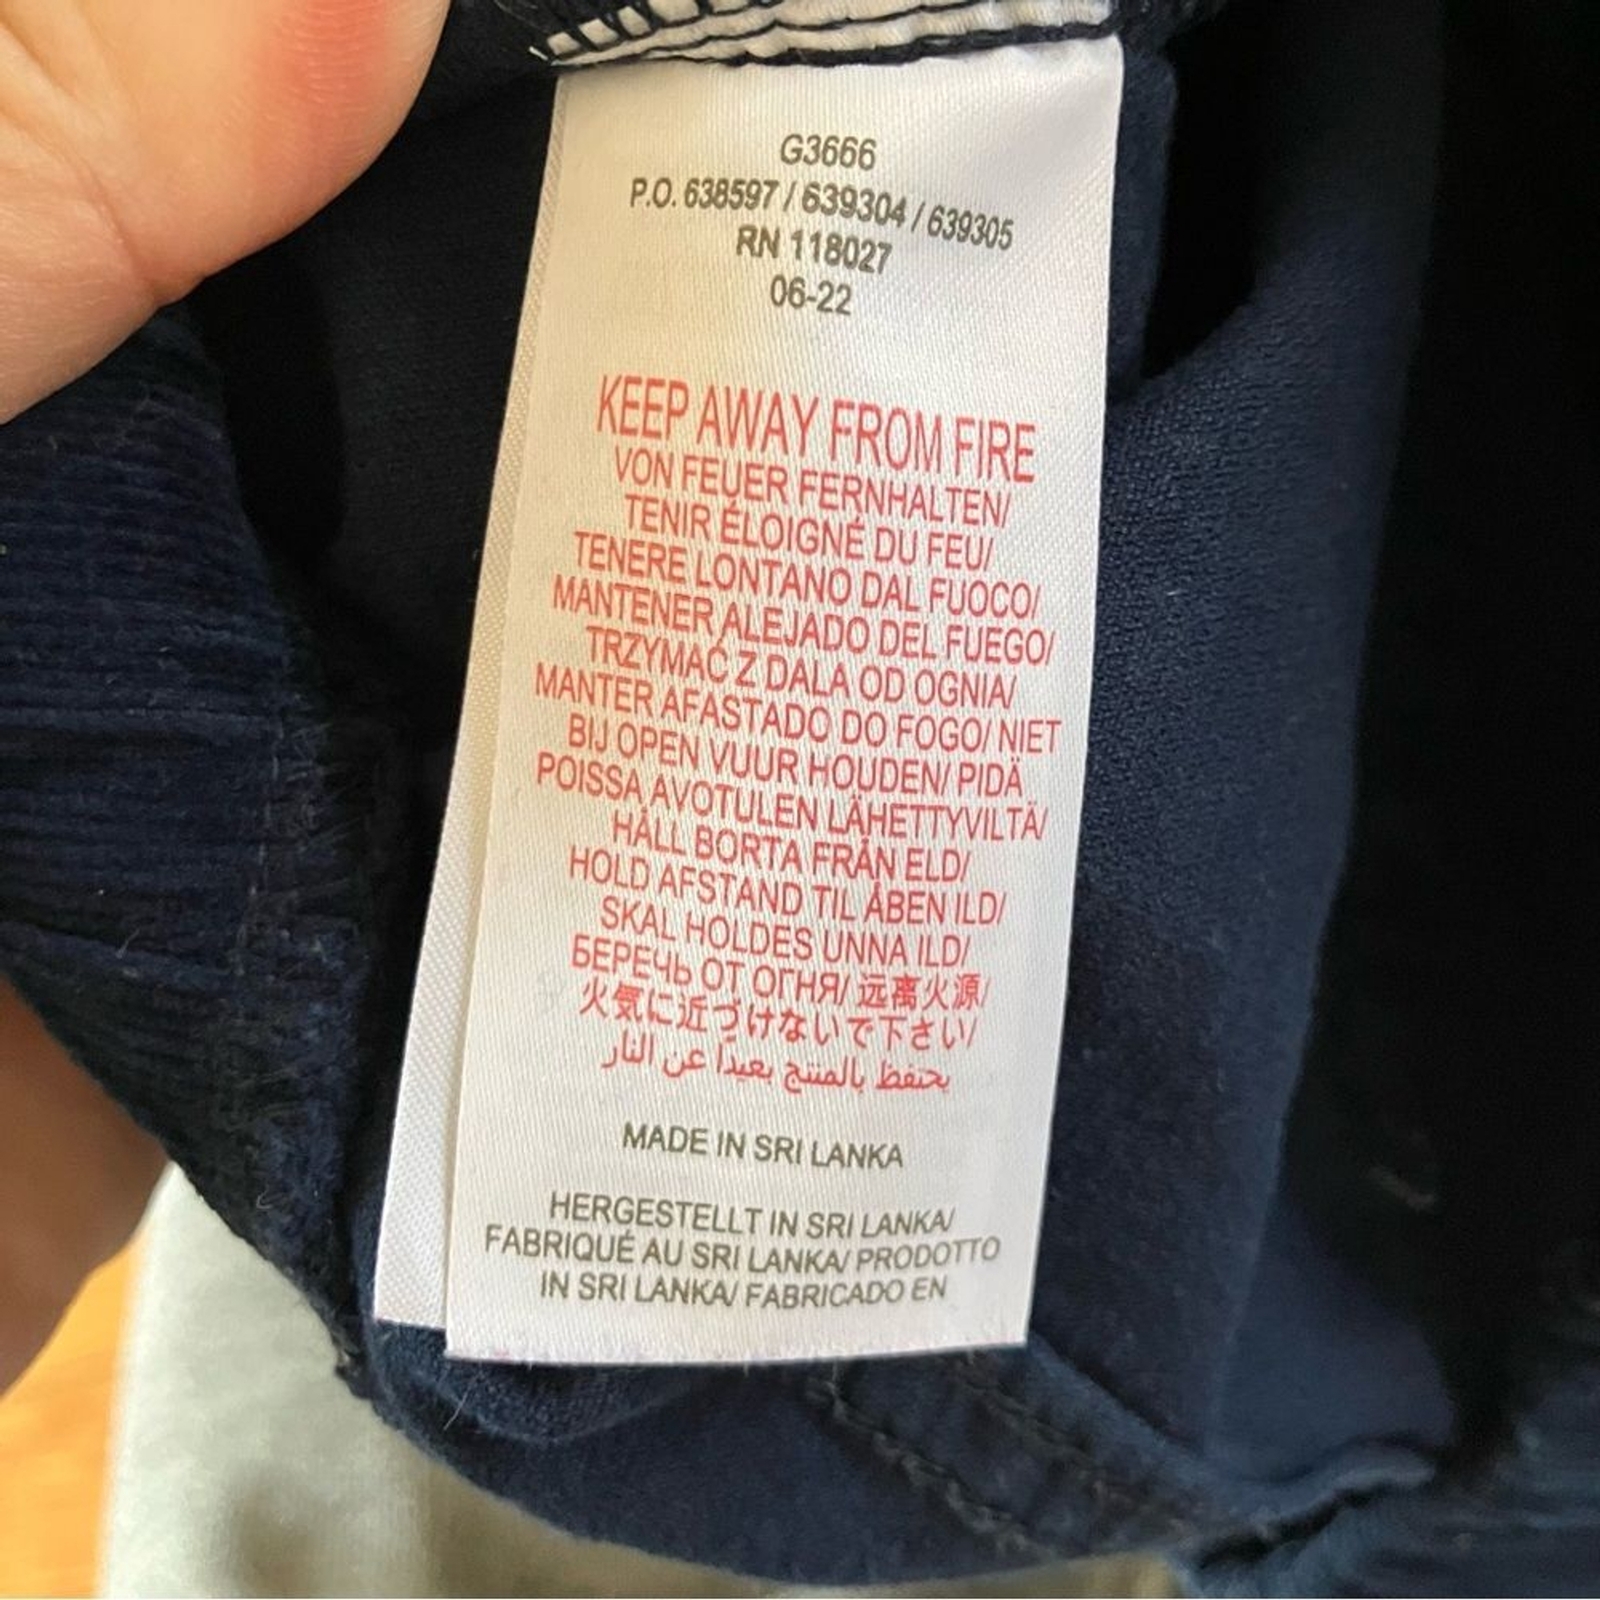 G3666
P.O. 638597 / 639304 / 639305
RN 118027
06-22
KEEP AWAY FROM FIRE
VON FEUER FERNHALTEN/
TENIR ÉLOIGNÉ DU FEU/
TENERE LONTANO DAL FUOCO/
MANTENER ALEJADO DEL FUEGO/
TRZYMAĆ Z DALA OD OGNIA/
MANTER AFASTADO DO FOGO/ NIET
BIJ OPEN VUUR HOUDEN/ PIDÄ
POISSA AVOTULEN LÄHETTYVILTÄ/
HÅLL BORTA FRÅN ELD/
HOLD AFSTAND TIL ÅBEN ILD/
SKAL HOLDES UNNA ILD/
БЕРЕЧЬ ОТ ОГНЯ/ 远离火源/
火気に近づけないで下さい/
يحتفظ بالمنتج بعيدًا عن النار
MADE IN SRI LANKA
HERGESTELLT IN SRI LANKA/
FABRIQUÉ AU SRI LANKA/ PRODOTTO
IN SRI LANKA/ FABRICADO EN